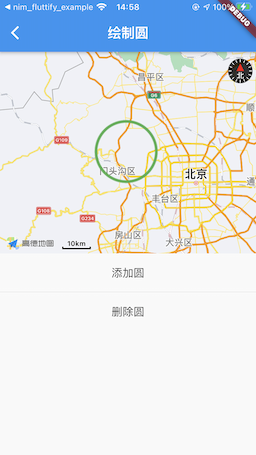 nim_fluttify_example
14:58
100%
DEBUG
绘制圆
昌平区
北
G6
顺
G109
门头沟区
北京
通
丰台区
G108
G234
房山区
大兴区
高德地图
10km
添加圆
删除圆